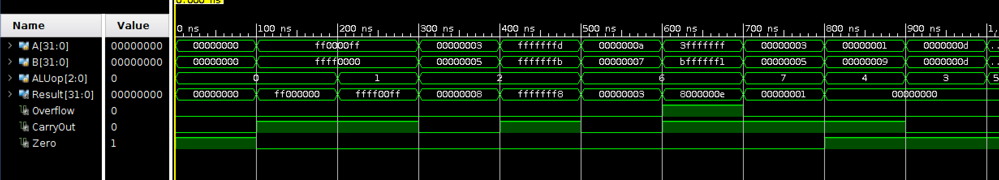 0.000 ns
Name Value
0 ns 100 ns 200 ns 300 ns 400 ns 500 ns 600 ns 700 ns 800 ns 900 ns 1,
A[31:0] 00000000 00000000 ff0000ff 00000003 fffffffd 0000000a 3fffffff 00000003 00000001 0000000d ..
B[31:0] 00000000 00000000 ffff0000 00000005 fffffffb 00000007 bffffff1 00000005 00000009 0000000d ..
ALUop[2:0] 0 0 1 2 6 7 4 3 5
Result[31:0] 00000000 00000000 ff000000 ffff00ff 00000008 fffffff8 00000003 8000000e 00000001 00000000
Overflow 0
CarryOut 0
Zero 1